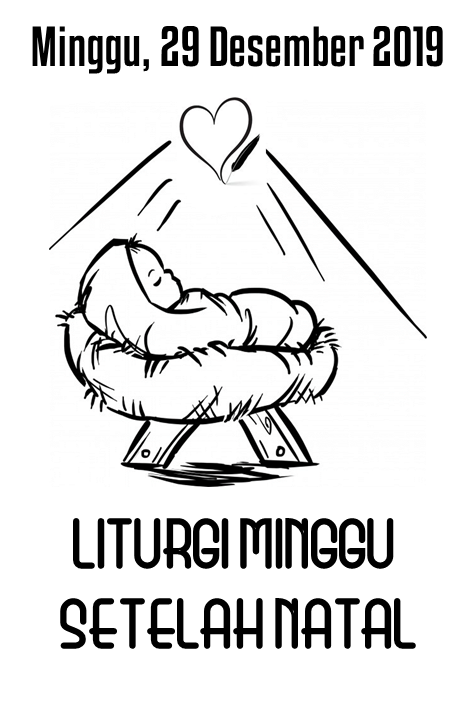 Minggu, 29 Desember 2019
LITURGI MINGGU
SETELAH NATAL